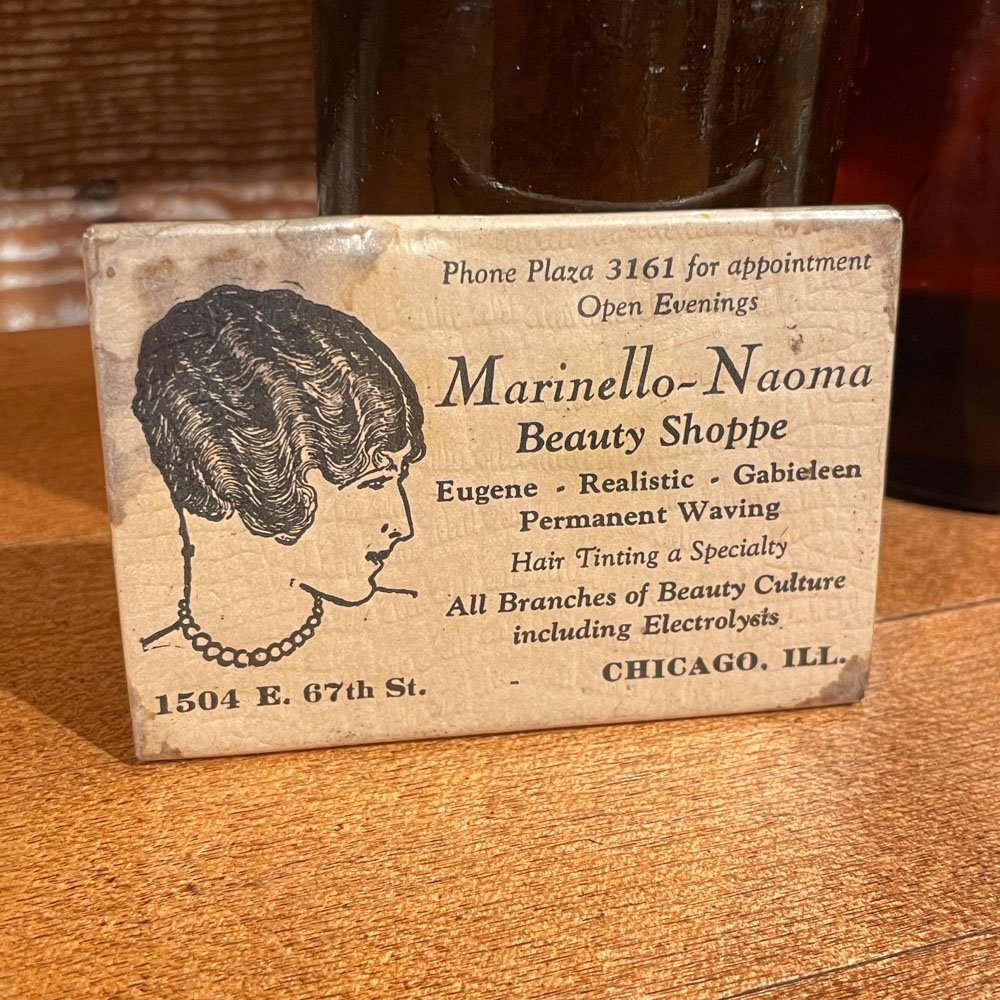 Phone Plaza 3161 for appointment
Open Evenings
Marinello-Naoma
Beauty Shoppe
Eugene - Realistic - Gabieleen
Permanent Waving
Hair Tinting a Specialty
All Branches of Beauty Culture
including Electrolysis
1504 E. 67th St. - CHICAGO, ILL.